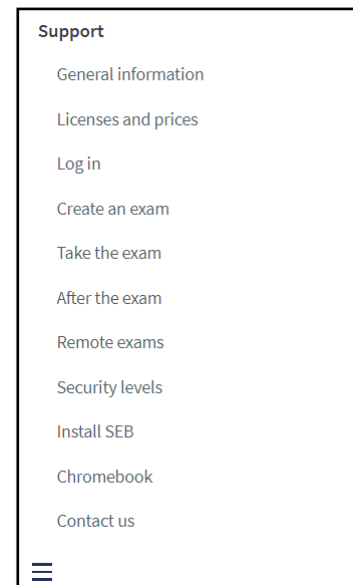 Support
General information
Licenses and prices
Log in
Create an exam
Take the exam
After the exam
Remote exams
Security levels
Install SEB
Chromebook
Contact us